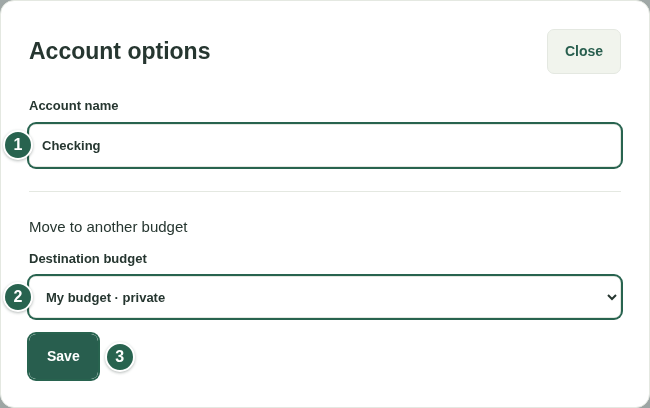 Account options
Close
Account name
1
Checking
Move to another budget
Destination budget
2
My budget · private
Save
3